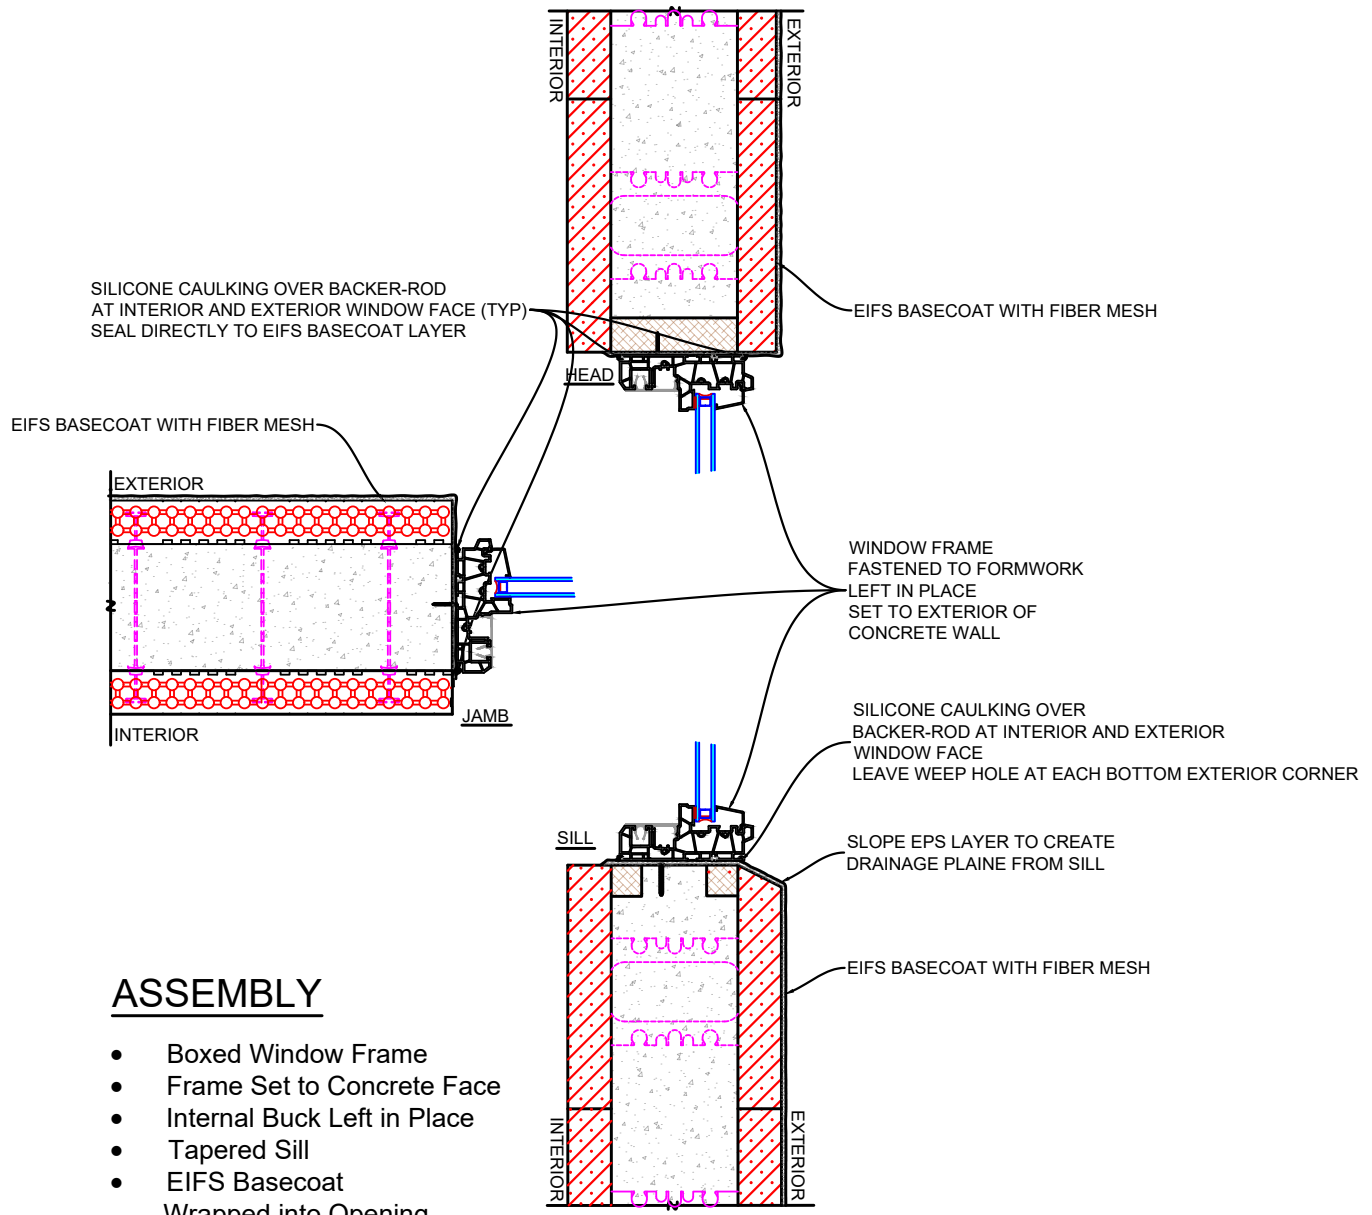 INTERIOR
EXTERIOR
SILICONE CAULKING OVER BACKER-ROD
AT INTERIOR AND EXTERIOR WINDOW FACE (TYP)
SEAL DIRECTLY TO EIFS BASECOAT LAYER
EIFS BASECOAT WITH FIBER MESH
HEAD
EIFS BASECOAT WITH FIBER MESH
EXTERIOR
WINDOW FRAME
FASTENED TO FORMWORK
LEFT IN PLACE
SET TO EXTERIOR OF
CONCRETE WALL
JAMB
INTERIOR
SILICONE CAULKING OVER
BACKER-ROD AT INTERIOR AND EXTERIOR
WINDOW FACE
LEAVE WEEP HOLE AT EACH BOTTOM EXTERIOR CORNER
SILL
SLOPE EPS LAYER TO CREATE
DRAINAGE PLAINE FROM SILL
EIFS BASECOAT WITH FIBER MESH
ASSEMBLY
• Boxed Window Frame
• Frame Set to Concrete Face
• Internal Buck Left in Place
• Tapered Sill
• EIFS Basecoat
Wrapped into Opening
INTERIOR
EXTERIOR